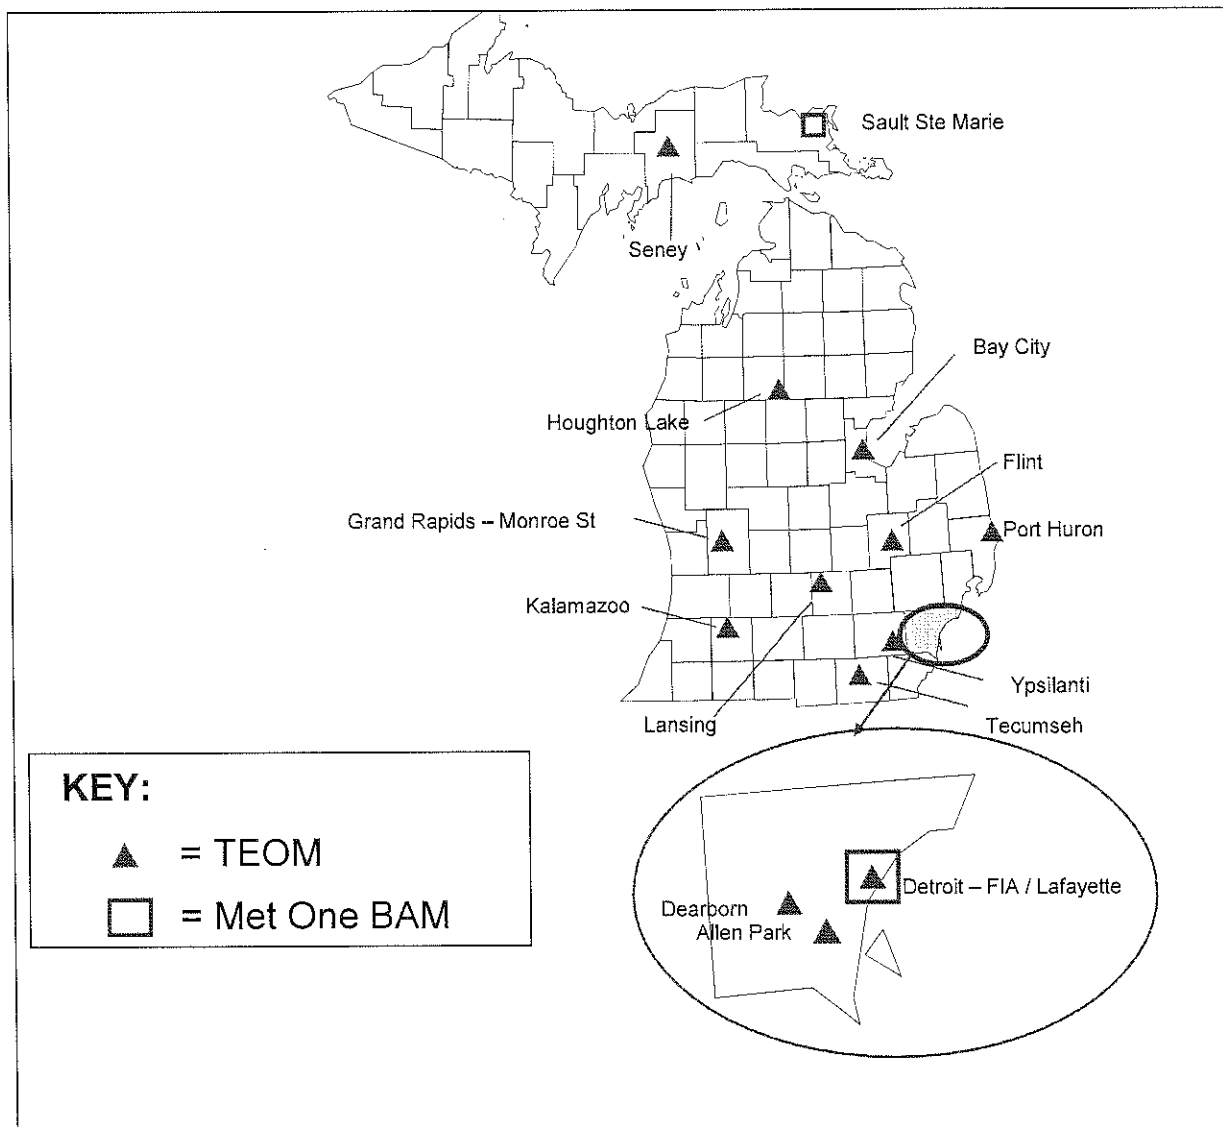 Sault Ste Marie
Seney
Bay City
Houghton Lake
Flint
Grand Rapids – Monroe St
Port Huron
Kalamazoo
Ypsilanti
Lansing
Tecumseh
KEY:
= TEOM
= Met One BAM
Detroit – FIA / Lafayette
Dearborn
Allen Park